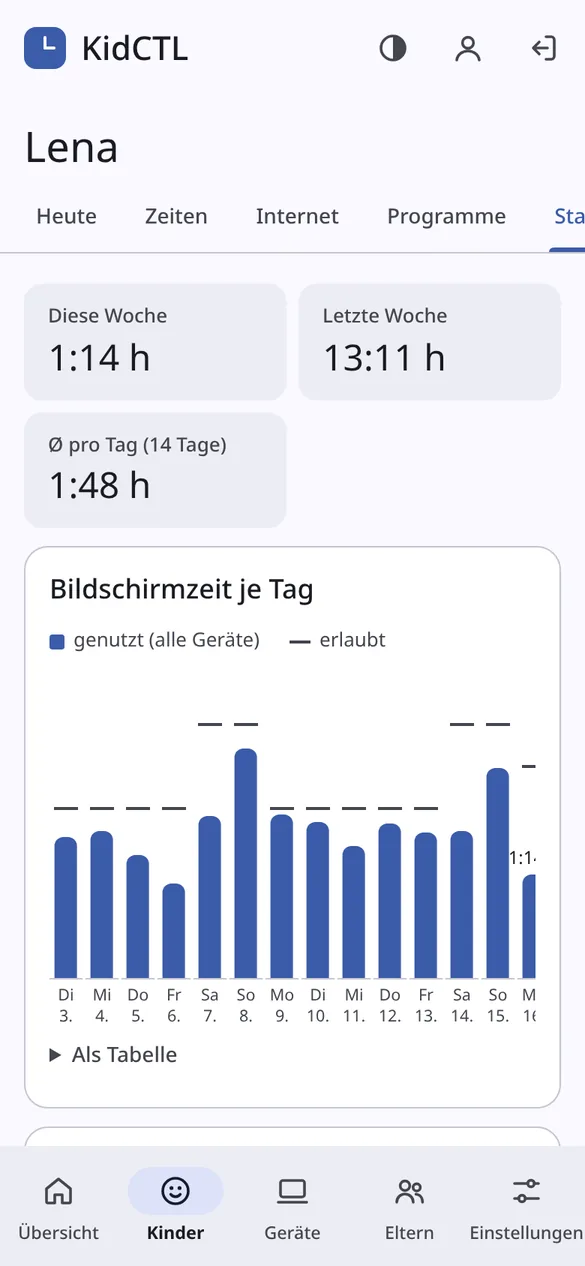 KidCTL
Lena
Heute Zeiten Internet Programme Sta
Diese Woche
1:14 h
Letzte Woche
13:11 h
Ø pro Tag (14 Tage)
1:48 h
Bildschirmzeit je Tag
genutzt (alle Geräte) erlaubt
Di Mi Do Fr Sa So Mo Di Mi Do Fr Sa So M
3. 4. 5. 6. 7. 8. 9. 10. 11. 12. 13. 14. 15. 16
Als Tabelle
Übersicht Kinder Geräte Eltern Einstellungen